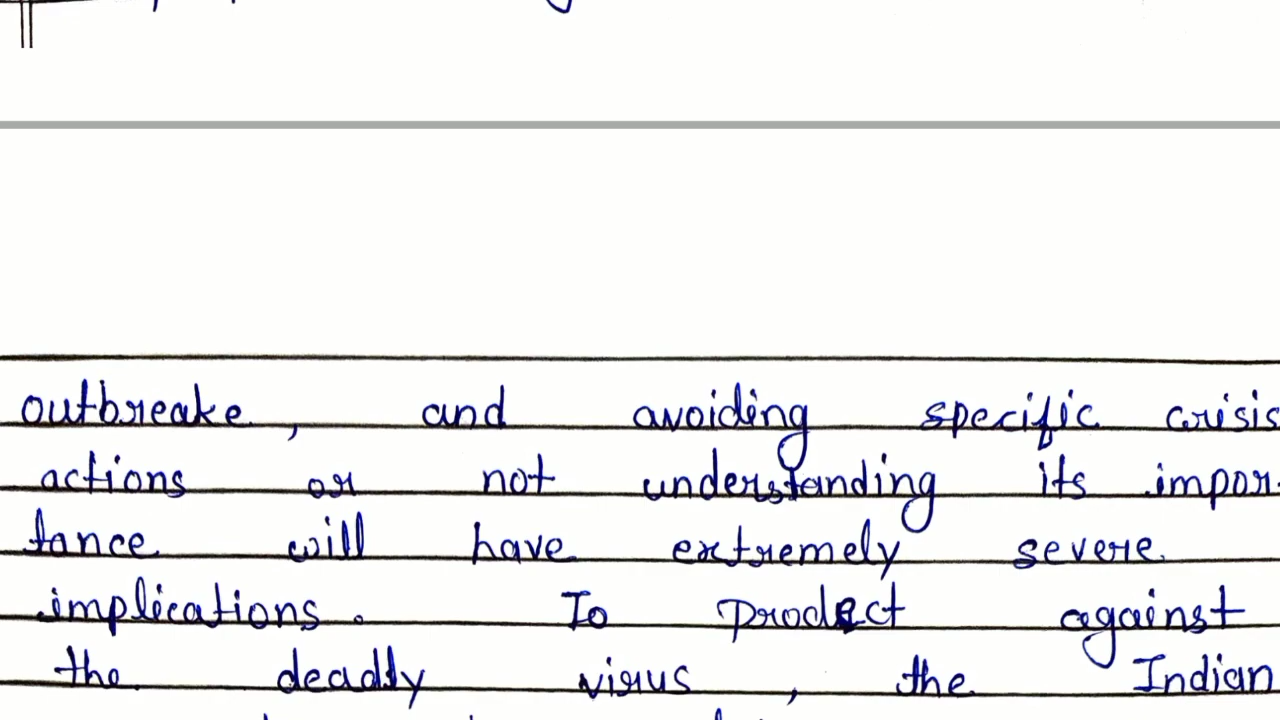 outbreake, and avoiding specific crisis
actions or not understanding its impor-
tance will have extremely severe
implications. To prodect against
the deadly virus, the Indian